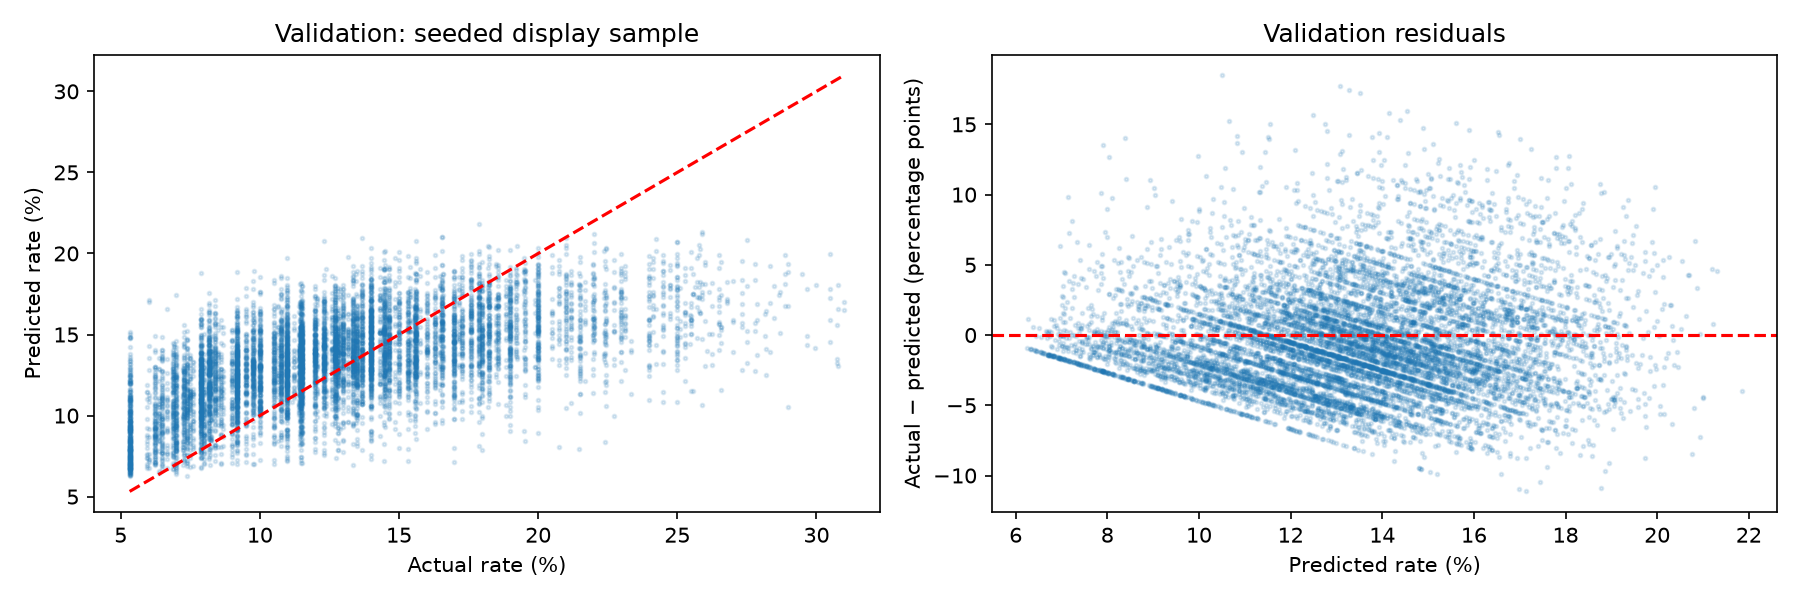 Validation: seeded display sample
30
25
20
15
10
5
Predicted rate (%)
5 10 15 20 25 30
Actual rate (%)
Validation residuals
15
10
5
0
−5
−10
Actual − predicted (percentage points)
6 8 10 12 14 16 18 20 22
Predicted rate (%)